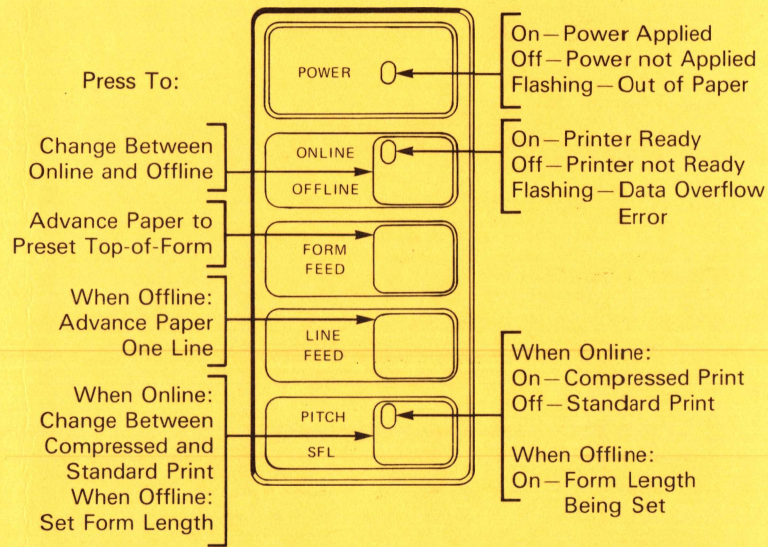 Press To:
Change Between
Online and Offline
Advance Paper to
Preset Top-of-Form
When Offline:
Advance Paper
One Line
When Online:
Change Between
Compressed and
Standard Print
When Offline:
Set Form Length
POWER
ONLINE
OFFLINE
FORM
FEED
LINE
FEED
PITCH
SFL
On—Power Applied
Off—Power not Applied
Flashing—Out of Paper
On—Printer Ready
Off—Printer not Ready
Flashing—Data Overflow
Error
When Online:
On—Compressed Print
Off—Standard Print
When Offline:
On—Form Length
Being Set